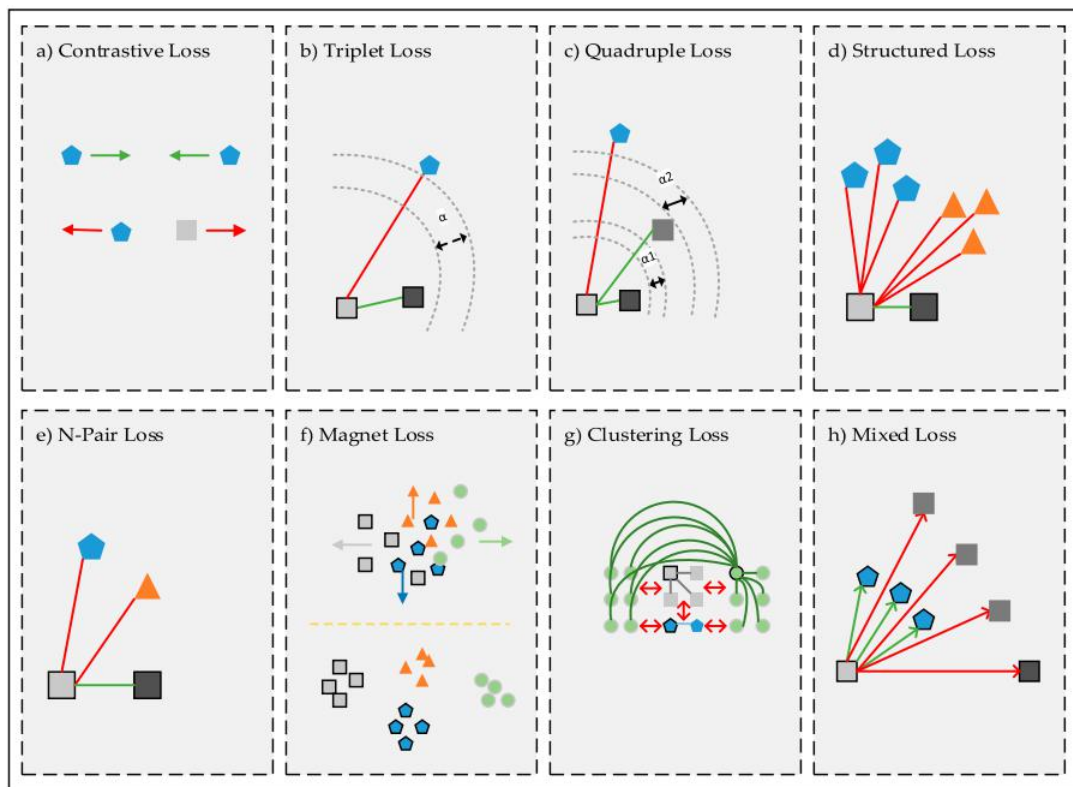 a) Contrastive Loss
b) Triplet Loss
α
c) Quadruple Loss
α2
α1
d) Structured Loss
e) N-Pair Loss
f) Magnet Loss
g) Clustering Loss
h) Mixed Loss